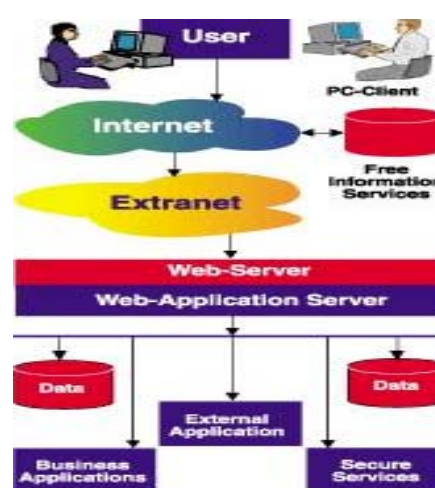 User
PC-Client
Internet
Free
Information
Services
Extranet
Web-Server
Web-Application Server
Data
Data
External
Application
Business
Applications
Secure
Services